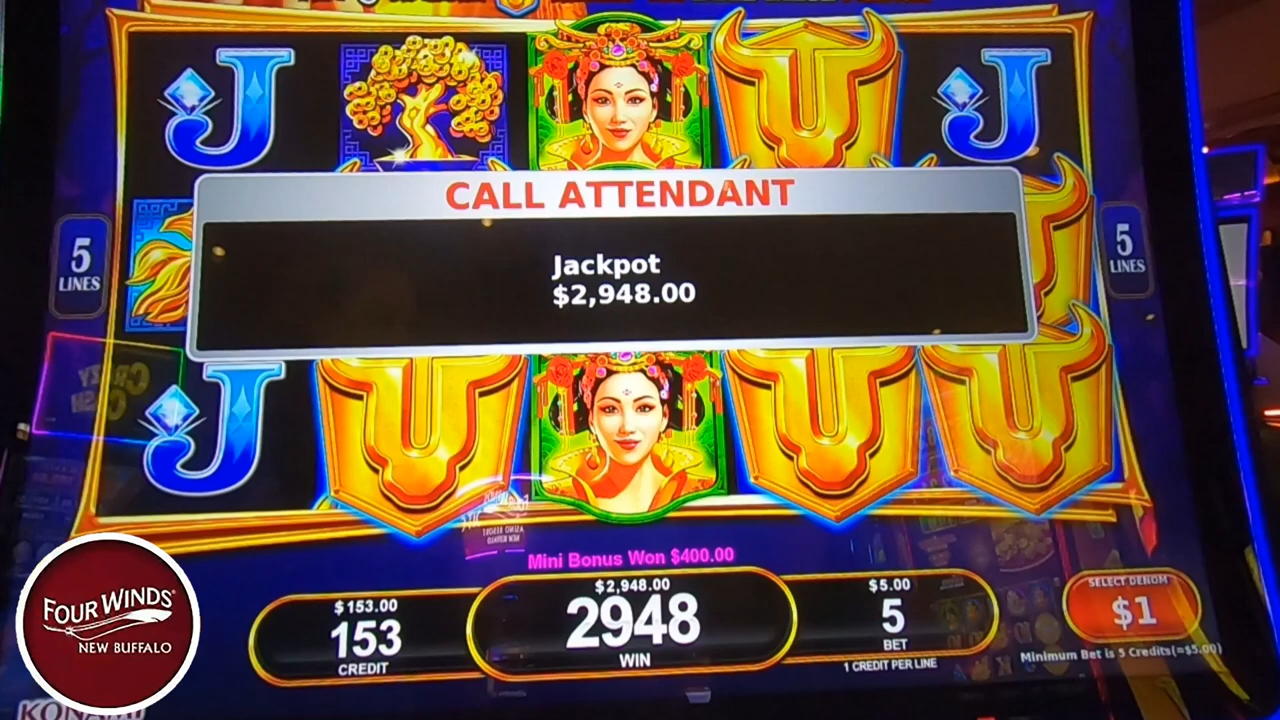 J
J
CALL ATTENDANT
Jackpot
$2,948.00
5
LINES
5
LINES
J
Mini Bonus Won $400.00
$153.00
153
CREDIT
$2,948.00
2948
WIN
$5.00
5
BET
1 CREDIT PER LINE
SELECT DENOM
$1
Minimum Bet is 5 Credits(=$5.00)
FOUR WINDS®
NEW BUFFALO
KONAMI